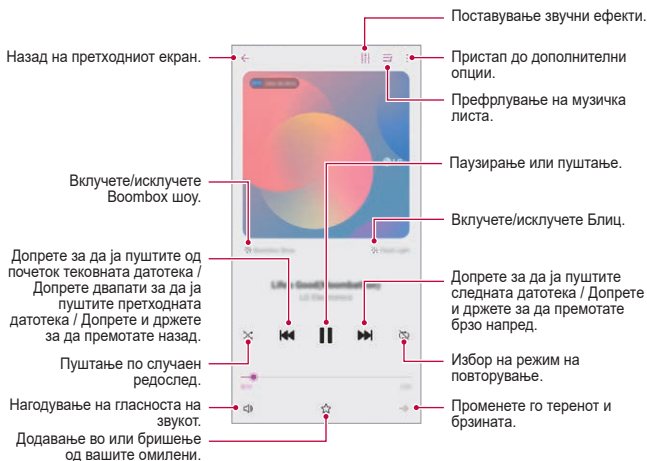 Поставување звучни ефекти.
Назад на претходниот екран.
Пристап до дополнителни
опции.
Префрлување на музичка
листа.
Паузирање или пуштање.
Вклучете/исклучете
Boombox шоу.
Вклучете/исклучете Блиц.
Допрете за да ја пуштите од
почеток тековната датотека /
Допрете двапати за да ја
пуштите претходната
датотека / Допрете и држете
за да премотате назад.
Допрете за да ја пуштите
следната датотека / Допрете
и држете за да премотате
брзо напред.
Пуштање по случаен
редослед.
Избор на режим на
повторување.
Нагодување на гласноста на
звукот.
Променете го теренот и
брзината.
Додавање во или бришење
од вашите омилени.